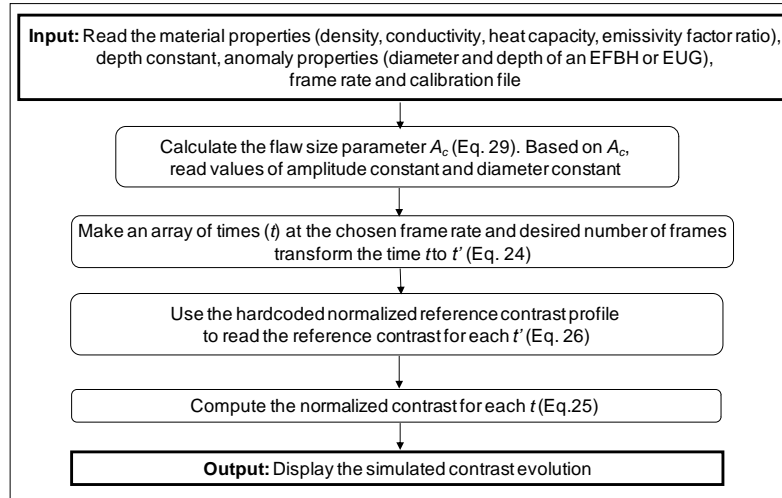 Input: Read the material properties (density, conductivity, heat capacity, emissivity factor ratio),
depth constant, anomaly properties (diameter and depth of an EFBH or EUG),
frame rate and calibration file
Calculate the flaw size parameter Ac (Eq. 29). Based on Ac,
read values of amplitude constant and diameter constant
Make an array of times (t) at the chosen frame rate and desired number of frames
transform the time t to t' (Eq. 24)
Use the hardcoded normalized reference contrast profile
to read the reference contrast for each t' (Eq. 26)
Compute the normalized contrast for each t (Eq.25)
Output: Display the simulated contrast evolution